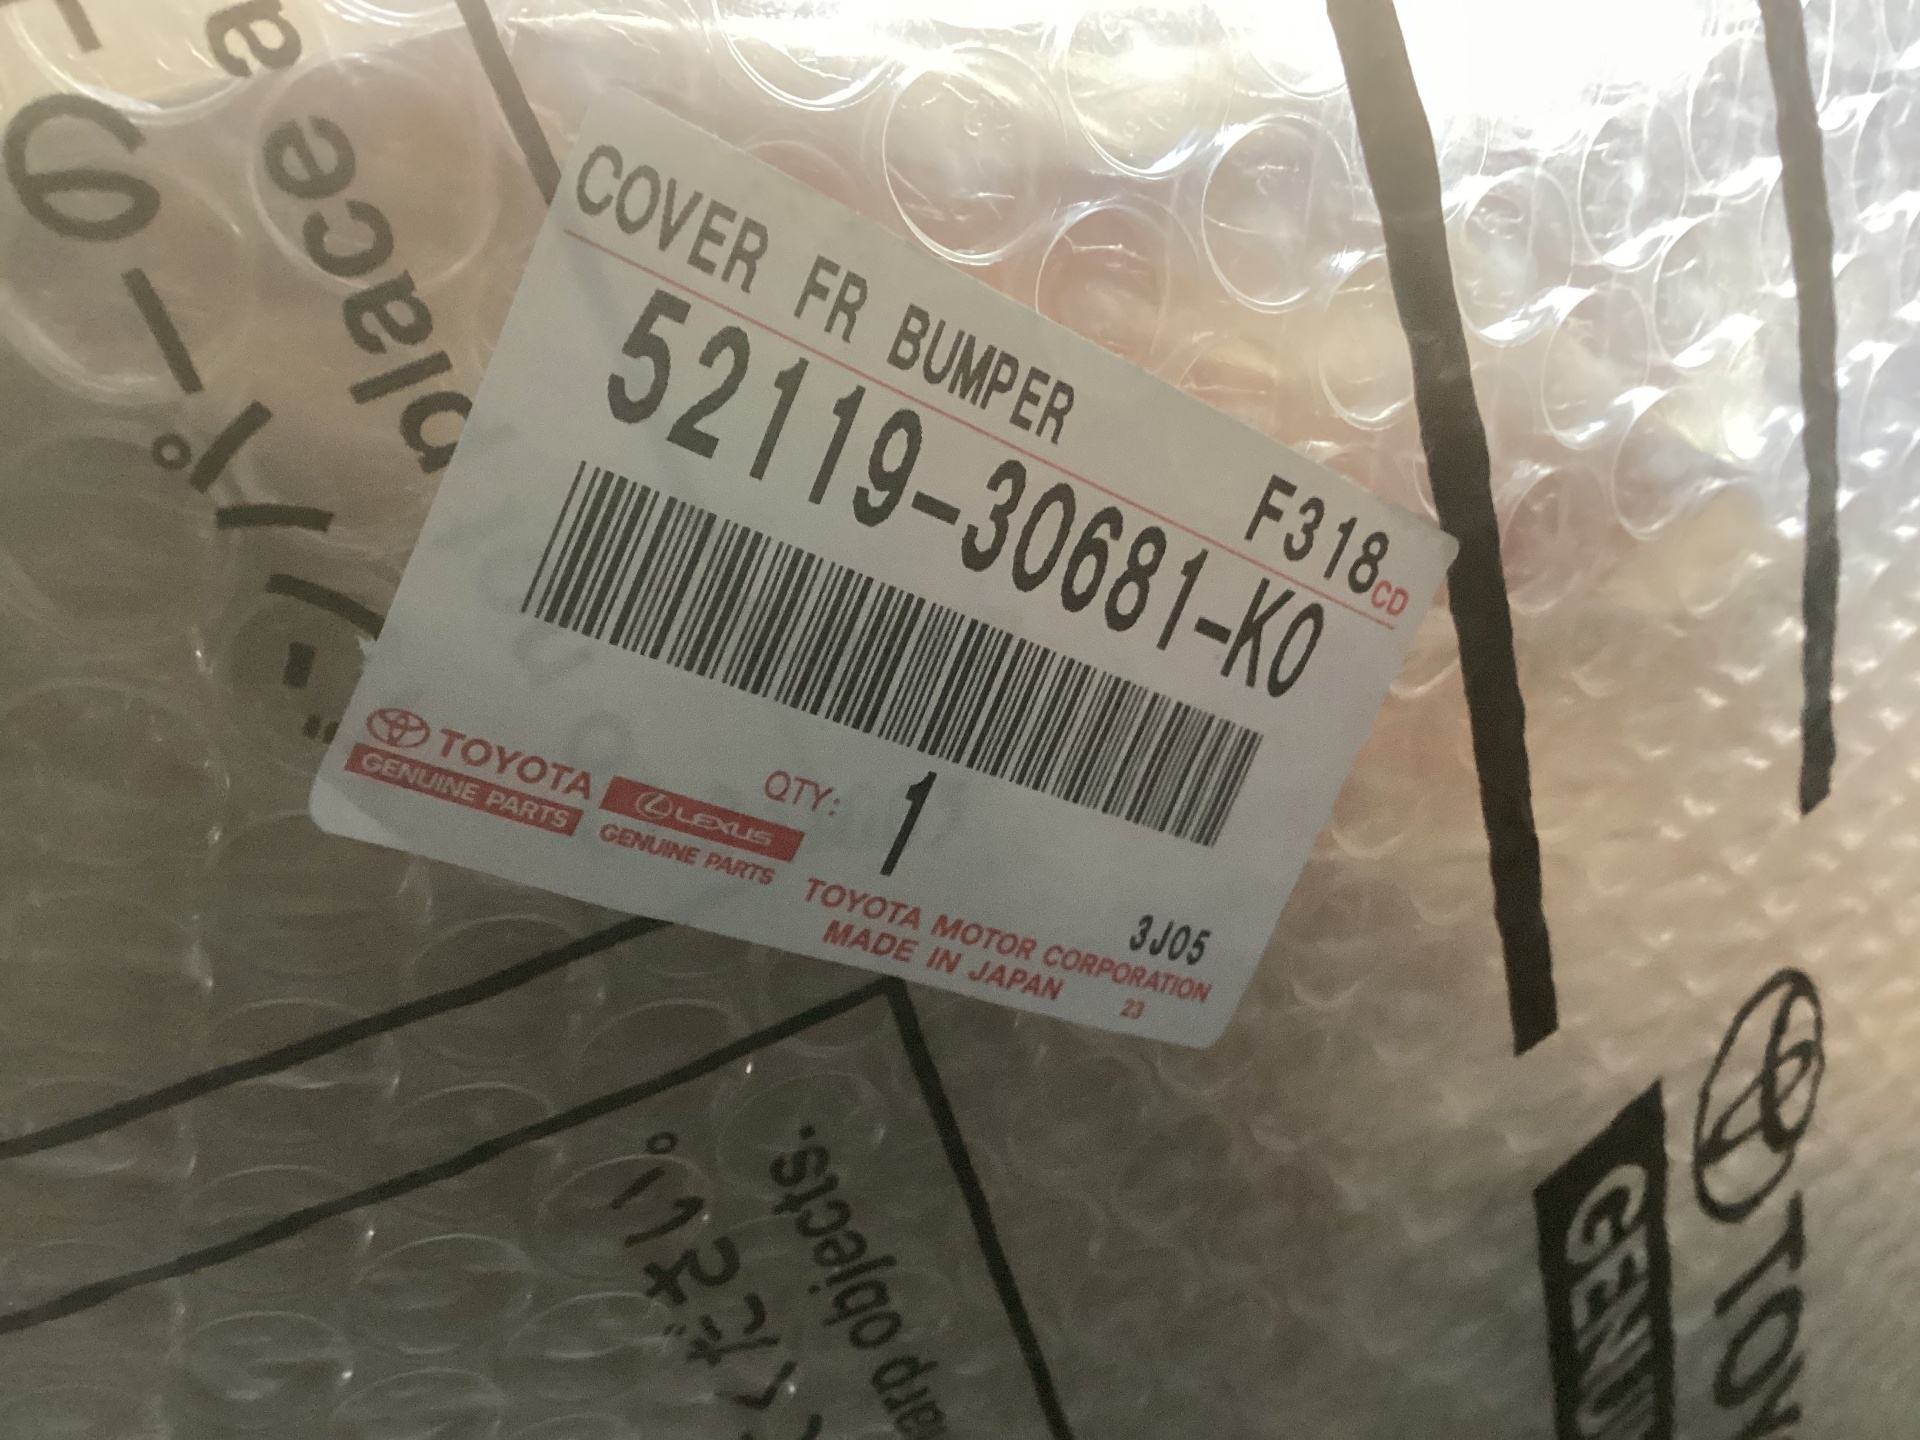 COVER FR BUMPER
F318 CD
52119-30681-K0
TOYOTA
GENUINE PARTS
LEXUS
GENUINE PARTS
QTY: 1
3J05
TOYOTA MOTOR CORPORATION
MADE IN JAPAN 23
place
objects.